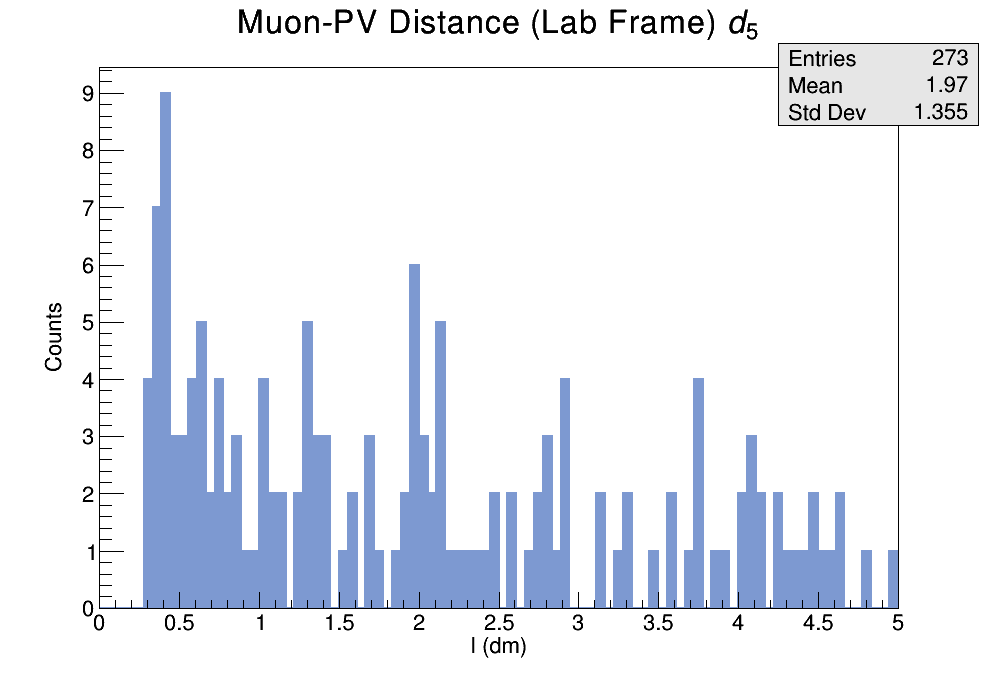 Muon-PV Distance (Lab Frame) d5
Entries 273
Mean 1.97
Std Dev 1.355
9
8
7
6
5
4
3
2
1
0
Counts
0 0.5 1 1.5 2 2.5 3 3.5 4 4.5 5
l (dm)